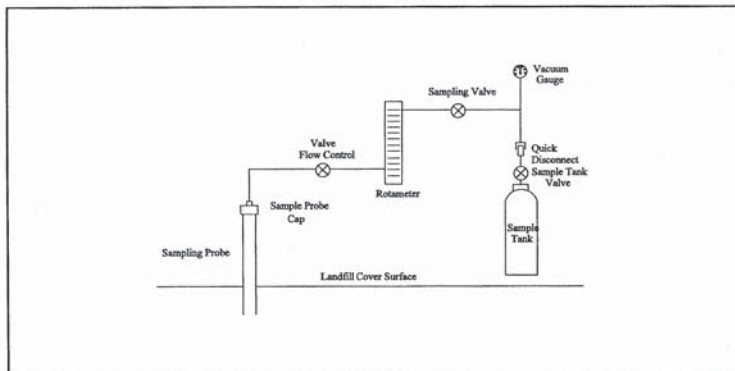 Vacuum
Gauge
Sampling Valve
Valve
Flow Control
Quick
Disconnect
Sample Tank
Valve
Rotameter
Sample Probe
Cap
Sample
Tank
Sampling Probe
Landfill Cover Surface